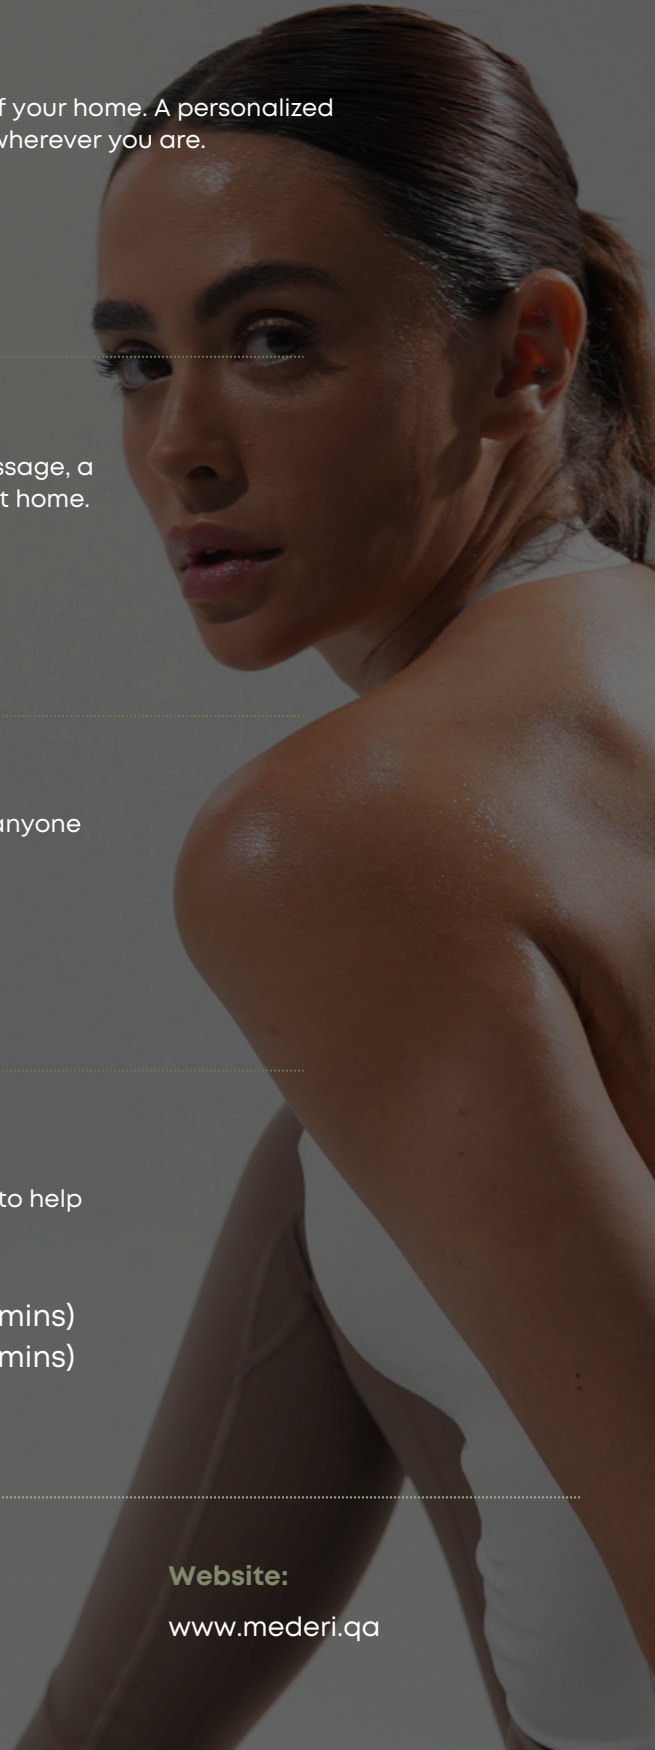 f your home. A personalized
wherever you are.
ssage, a
t home.
anyone
to help
mins)
mins)
Website:
www.mederi.qa